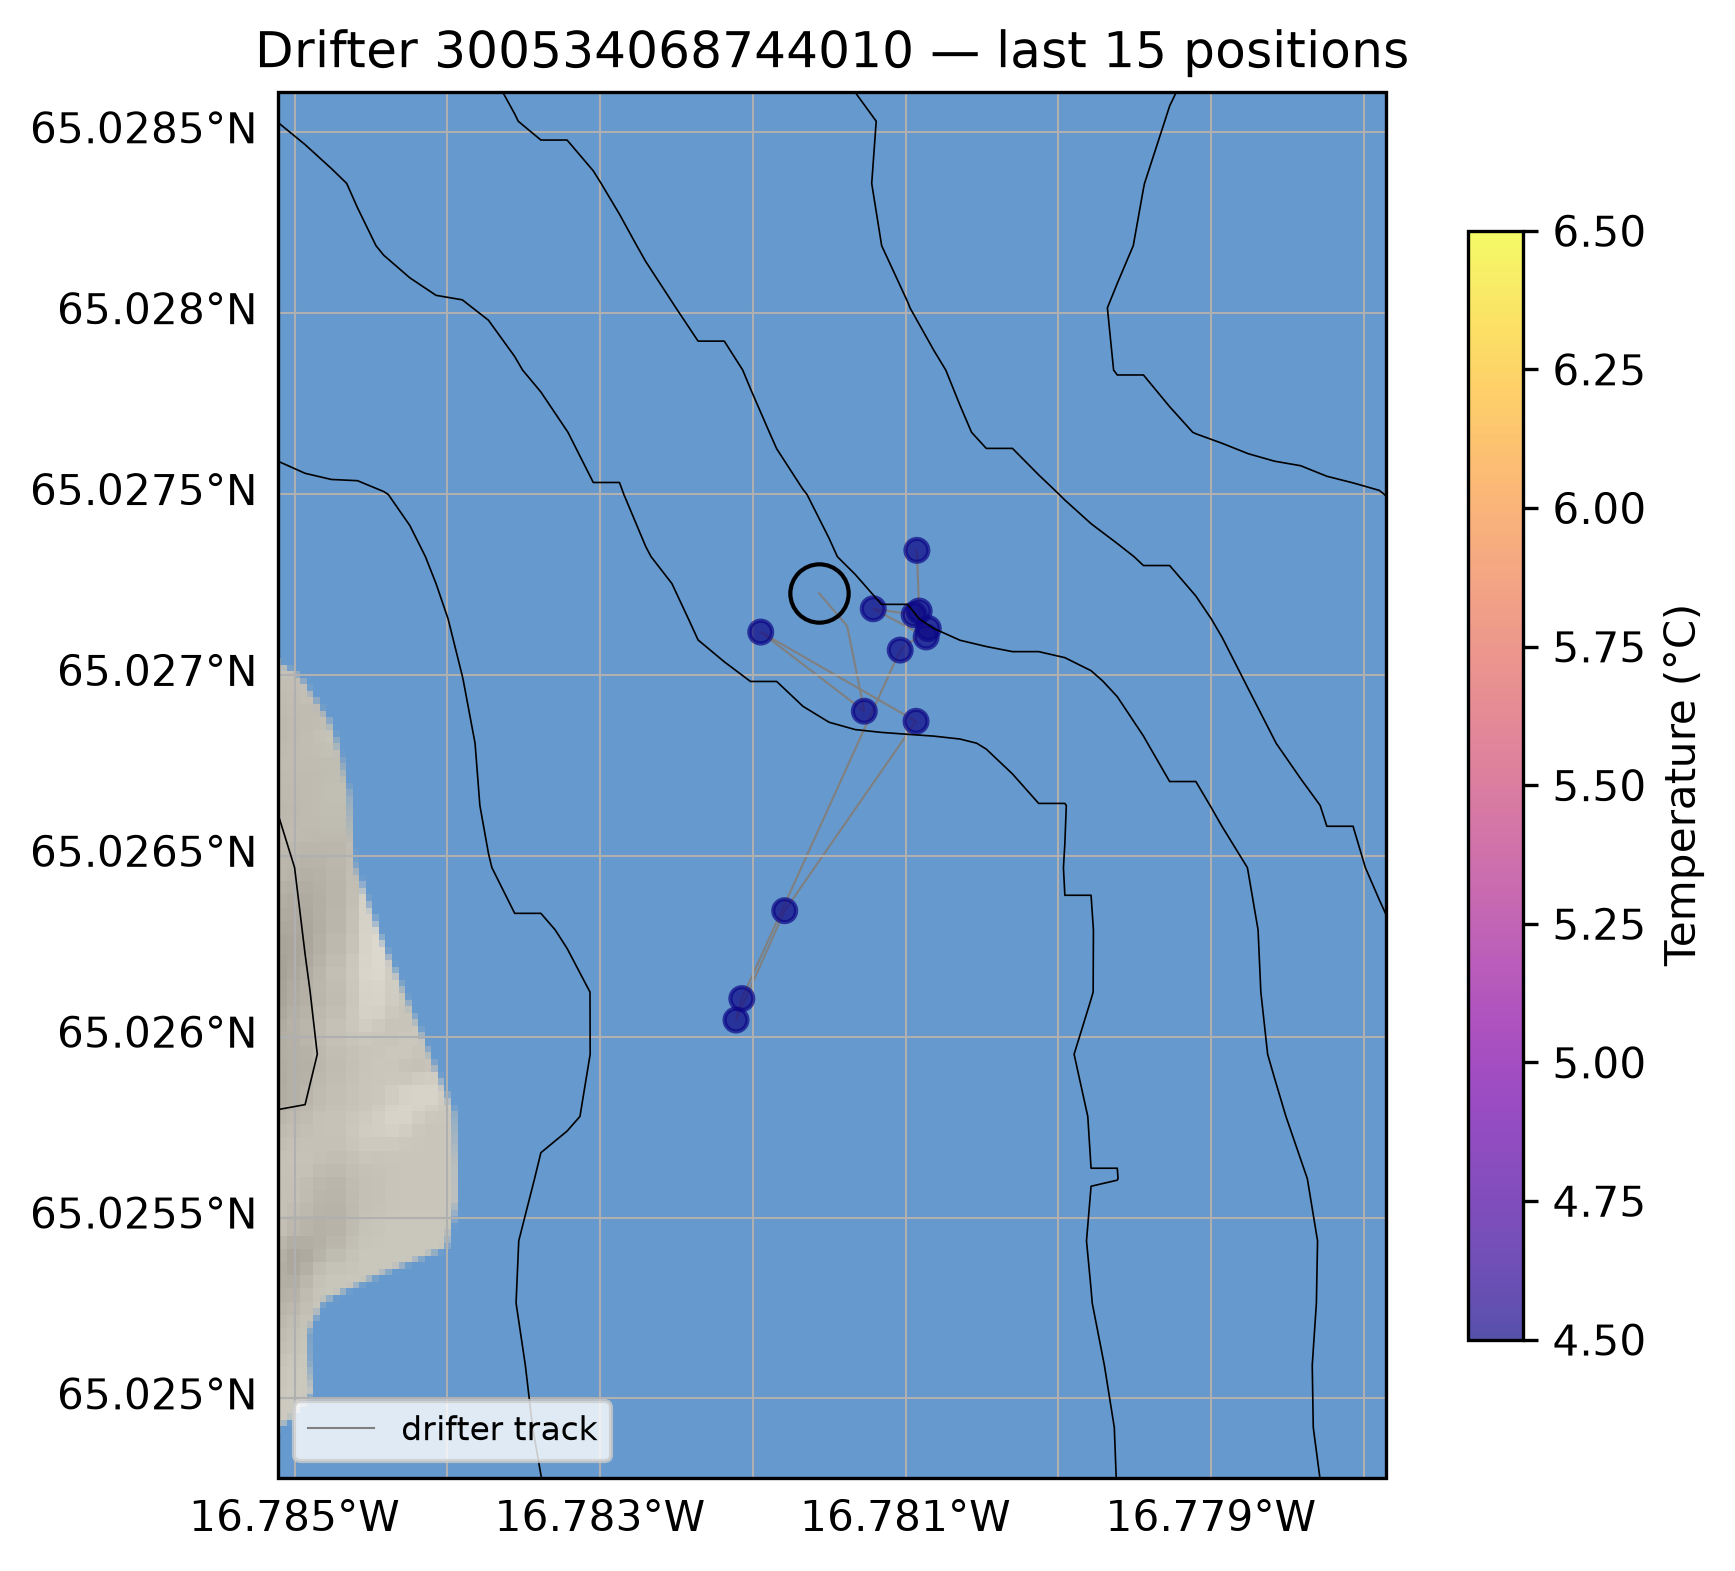 Drifter 300534068744010 — last 15 positions
65.0285°N
65.028°N
65.0275°N
65.027°N
65.0265°N
65.026°N
65.0255°N
65.025°N
16.785°W
16.783°W
16.781°W
16.779°W
drifter track
6.50
6.25
6.00
5.75
5.50
5.25
5.00
4.75
4.50
Temperature (°C)